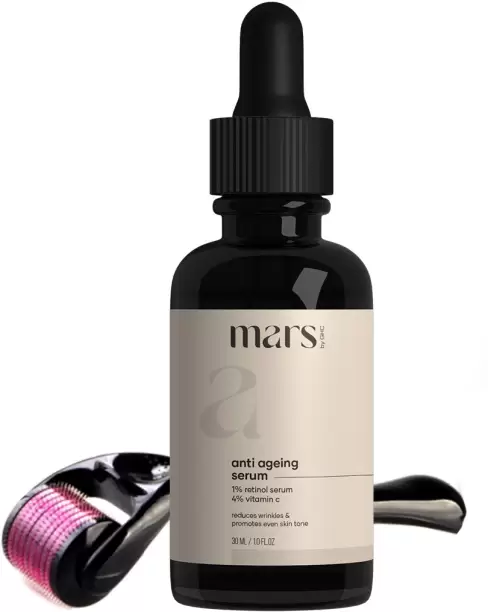 mars
by GHC
a
anti ageing
serum
1% retinol serum
4% vitamin c
reduces wrinkles &
promotes even skin tone
30 ML / 1.0 FL.OZ